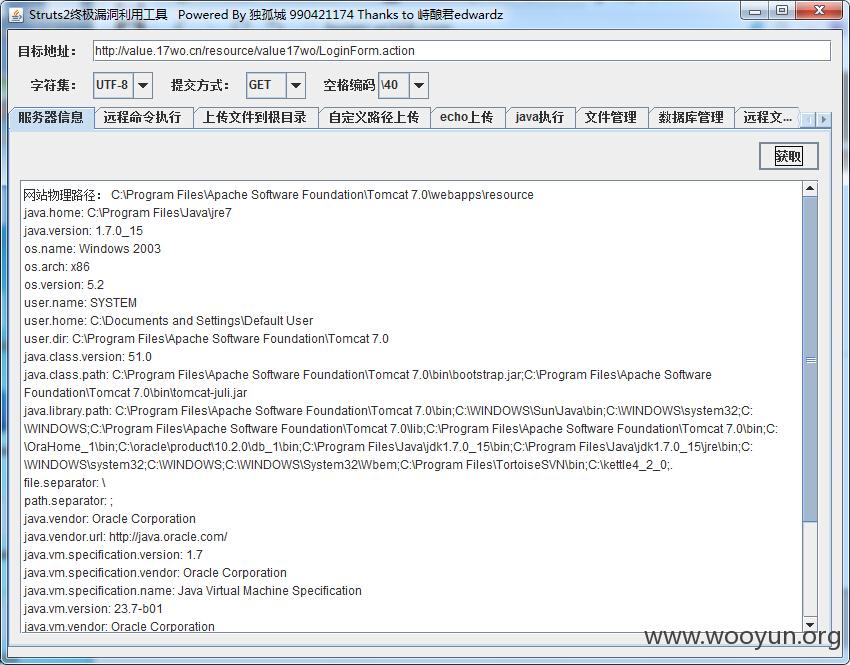 Struts2终极漏洞利用工具 Powered By 独孤城 990421174 Thanks to 峙酿君edwardz
目标地址： http://value.17wo.cn/resource/value17wo/LoginForm.action
字符集： UTF-8 提交方式： GET 空格编码 \40
服务器信息 远程命令执行 上传文件到根目录 自定义路径上传 echo上传 java执行 文件管理 数据库管理 远程文...
获取
网站物理路径： C:\Program Files\Apache Software Foundation\Tomcat 7.0\webapps\resource
java.home: C:\Program Files\Java\jre7
java.version: 1.7.0_15
os.name: Windows 2003
os.arch: x86
os.version: 5.2
user.name: SYSTEM
user.home: C:\Documents and Settings\Default User
user.dir: C:\Program Files\Apache Software Foundation\Tomcat 7.0
java.class.version: 51.0
java.class.path: C:\Program Files\Apache Software Foundation\Tomcat 7.0\bin\bootstrap.jar;C:\Program Files\Apache Software
Foundation\Tomcat 7.0\bin\tomcat-juli.jar
java.library.path: C:\Program Files\Apache Software Foundation\Tomcat 7.0\bin;C:\WINDOWS\Sun\Java\bin;C:\WINDOWS\system32;C:
\WINDOWS;C:\Program Files\Apache Software Foundation\Tomcat 7.0\lib;C:\Program Files\Apache Software Foundation\Tomcat 7.0\bin;C:
\OraHome_1\bin;C:\oracle\product\10.2.0\db_1\bin;C:\Program Files\Java\jdk1.7.0_15\bin;C:\Program Files\Java\jdk1.7.0_15\jre\bin;C:
\WINDOWS\system32;C:\WINDOWS;C:\WINDOWS\System32\Wbem;C:\Program Files\TortoiseSVN\bin;C:\kettle4_2_0;.
file.separator: \
path.separator: ;
java.vendor: Oracle Corporation
java.vendor.url: http://java.oracle.com/
java.vm.specification.version: 1.7
java.vm.specification.vendor: Oracle Corporation
java.vm.specification.name: Java Virtual Machine Specification
java.vm.version: 23.7-b01
java.vm.vendor: Oracle Corporation
www.wooyun.org